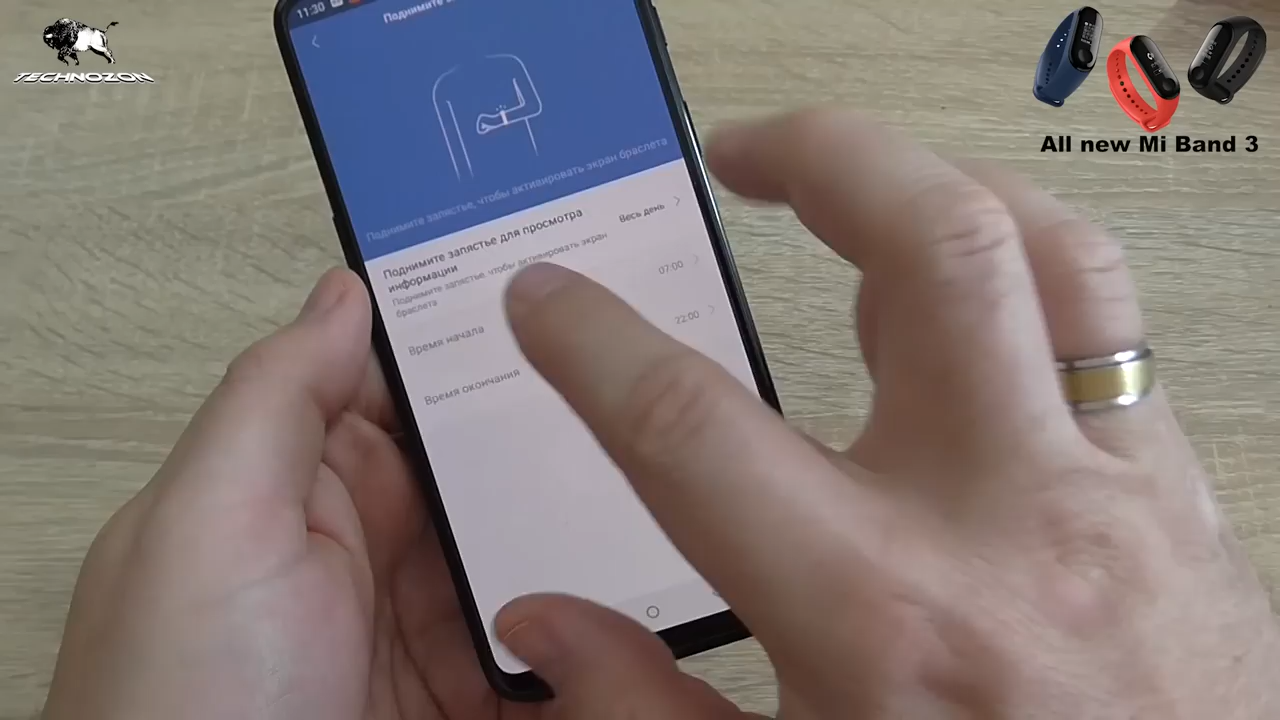 11:30
Поднимите
TECHNOZON
All new Mi Band 3
Поднимите запястье, чтобы активировать экран браслета
Поднимите запястье для просмотра
информации
Весь день
Поднимите запястье, чтобы активировать экран
браслета
Время начала
07:00
Время окончания
22:00